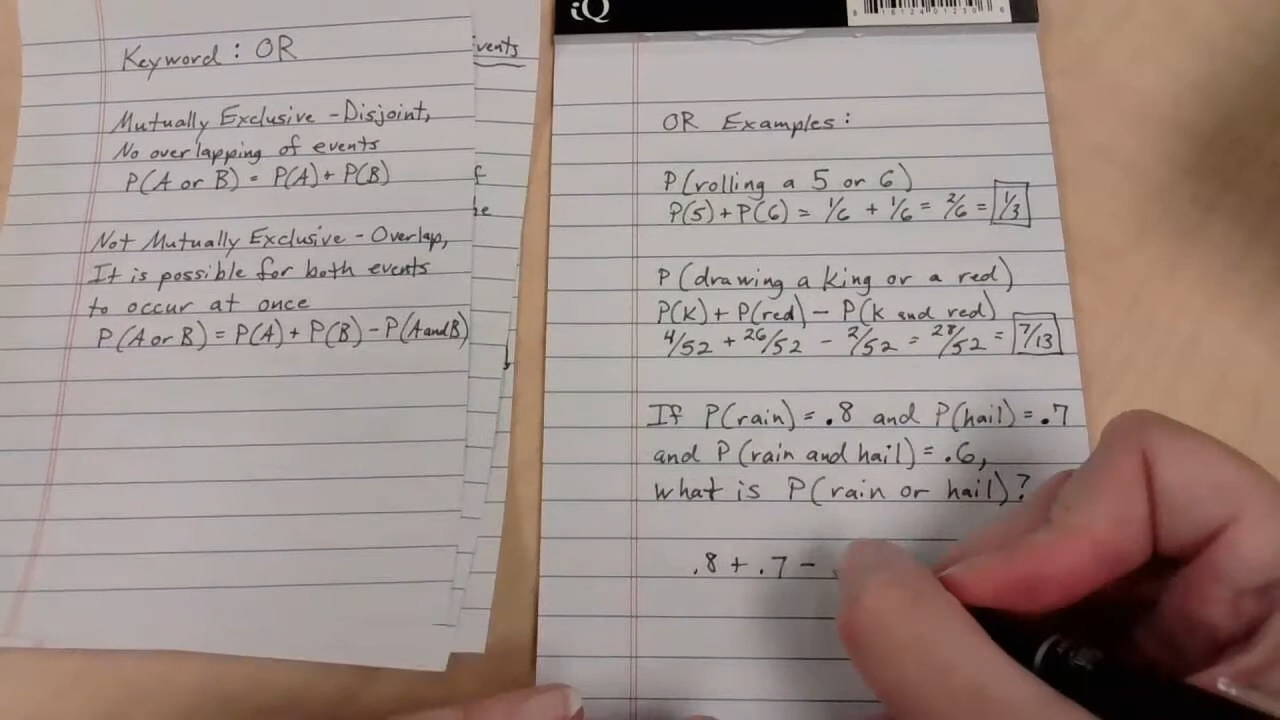 Keyword: OR
Mutually Exclusive - Disjoint,
No overlapping of events
P(A or B) = P(A) + P(B)
Not Mutually Exclusive - Overlap,
It is possible for both events
to occur at once
P(A or B) = P(A) + P(B) - P(A and B)
vents
f
he
iQ
OR Examples:
P(rolling a 5 or 6)
P(5) + P(6) = 1/6 + 1/6 = 2/6 = 1/3
P(drawing a king or a red)
P(K) + P(red) - P(K and red)
4/52 + 26/52 - 2/52 = 28/52 = 7/13
If P(rain) = .8 and P(hail) = .7
and P(rain and hail) = .6,
what is P(rain or hail)?
.8 + .7 -